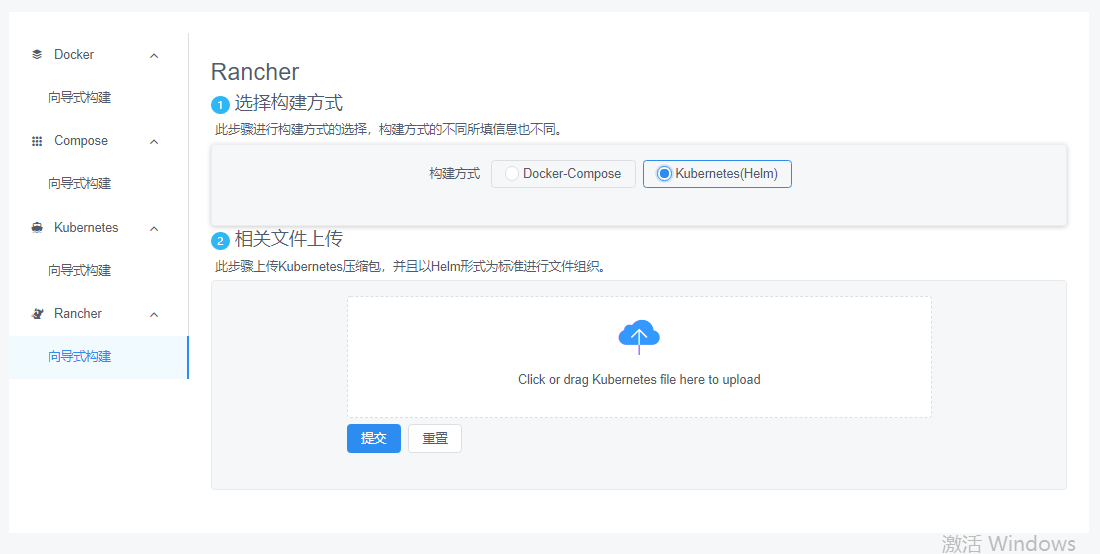 Docker
向导式构建
Compose
向导式构建
Kubernetes
向导式构建
Rancher
向导式构建
Rancher
1 选择构建方式
此步骤进行构建方式的选择，构建方式的不同所填信息也不同。
构建方式 Docker-Compose Kubernetes(Helm)
2 相关文件上传
此步骤上传Kubernetes压缩包，并且以Helm形式为标准进行文件组织。
Click or drag Kubernetes file here to upload
提交 重置
激活 Windows